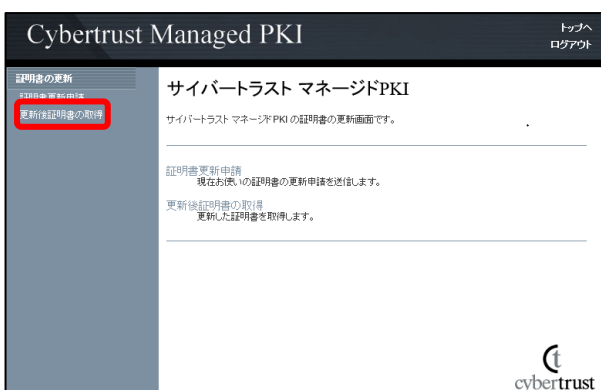 Cybertrust Managed PKI
トップへ
ログアウト
証明書の更新
証明書更新申請
更新後証明書の取得
サイバートラスト マネージドPKI
サイバートラスト マネージド PKI の証明書の更新画面です。
証明書更新申請
現在お使いの証明書の更新申請を送信します。
更新後証明書の取得
更新した証明書を取得します。
cybertrust